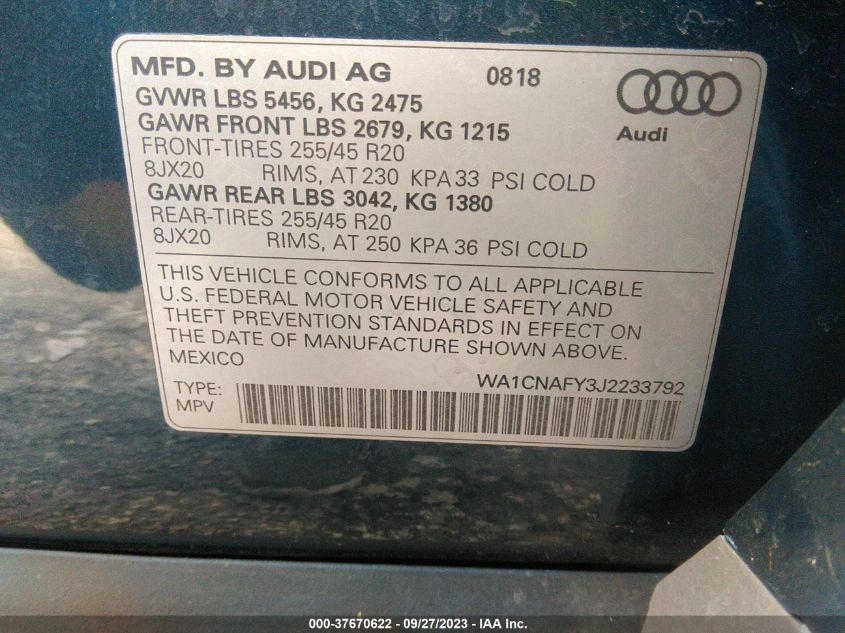 MFD. BY AUDI AG 0818
Audi
GVWR LBS 5456, KG 2475
GAWR FRONT LBS 2679, KG 1215
FRONT-TIRES 255/45 R20
8JX20 RIMS, AT 230 KPA 33 PSI COLD
GAWR REAR LBS 3042, KG 1380
REAR-TIRES 255/45 R20
8JX20 RIMS, AT 250 KPA 36 PSI COLD
THIS VEHICLE CONFORMS TO ALL APPLICABLE
U.S. FEDERAL MOTOR VEHICLE SAFETY AND
THEFT PREVENTION STANDARDS IN EFFECT ON
THE DATE OF MANUFACTURE SHOWN ABOVE.
MEXICO
WA1CNAFY3J2233792
TYPE:
MPV
000-37670622 - 09/27/2023 - IAA Inc.